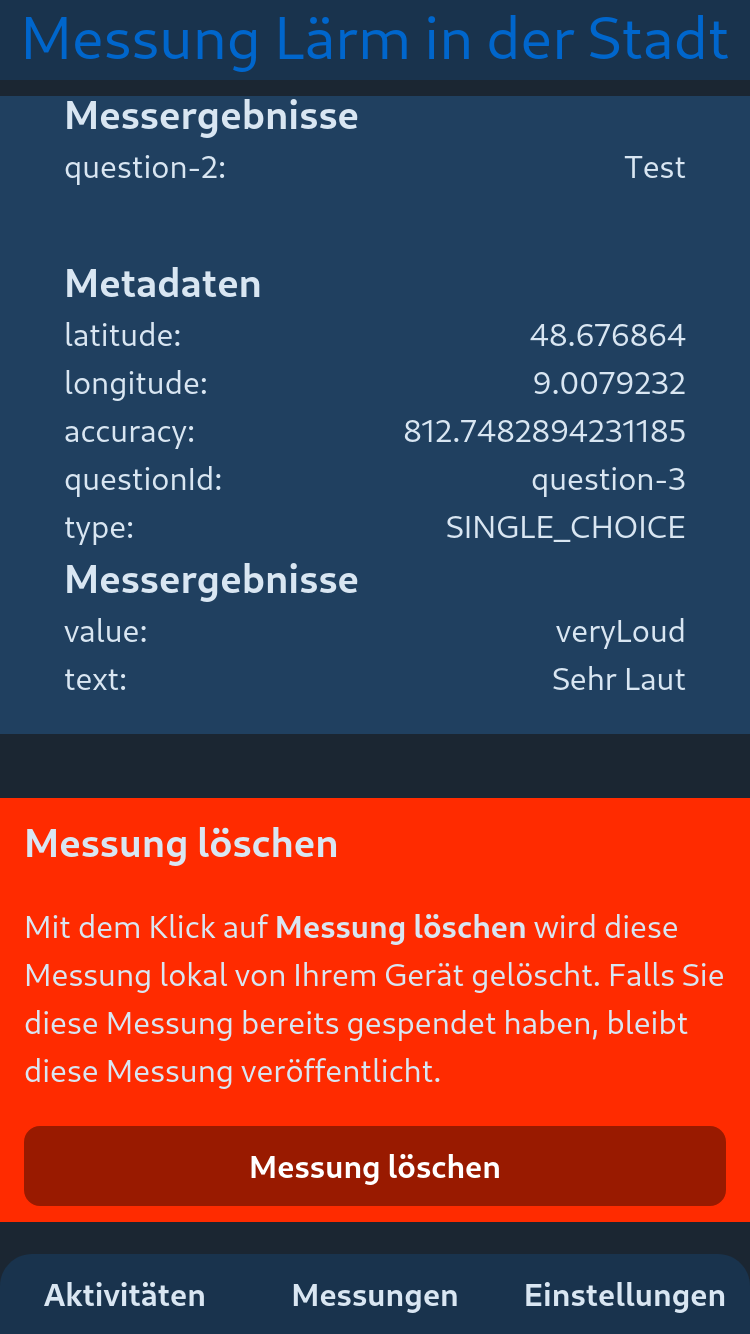 Messung Lärm in der Stadt
Messergebnisse
question-2: Test
Metadaten
latitude: 48.676864
longitude: 9.0079232
accuracy: 812.7482894231185
questionId: question-3
type: SINGLE_CHOICE
Messergebnisse
value: veryLoud
text: Sehr Laut
Messung löschen
Mit dem Klick auf Messung löschen wird diese
Messung lokal von Ihrem Gerät gelöscht. Falls Sie
diese Messung bereits gespendet haben, bleibt
diese Messung veröffentlicht.
Messung löschen
Aktivitäten Messungen Einstellungen